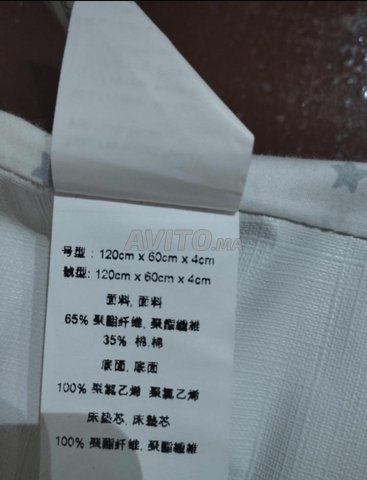 AVITO.MA
号型: 120cm x 60cm x 4cm
號型: 120cm x 60cm x 4cm
面料, 面料
65% 聚酯纤维, 聚酯纖維
35% 棉, 棉
底面, 底面
100% 聚氯乙烯 聚氯乙烯
床垫芯, 床墊芯
100% 聚酯纤维, 聚酯纖維